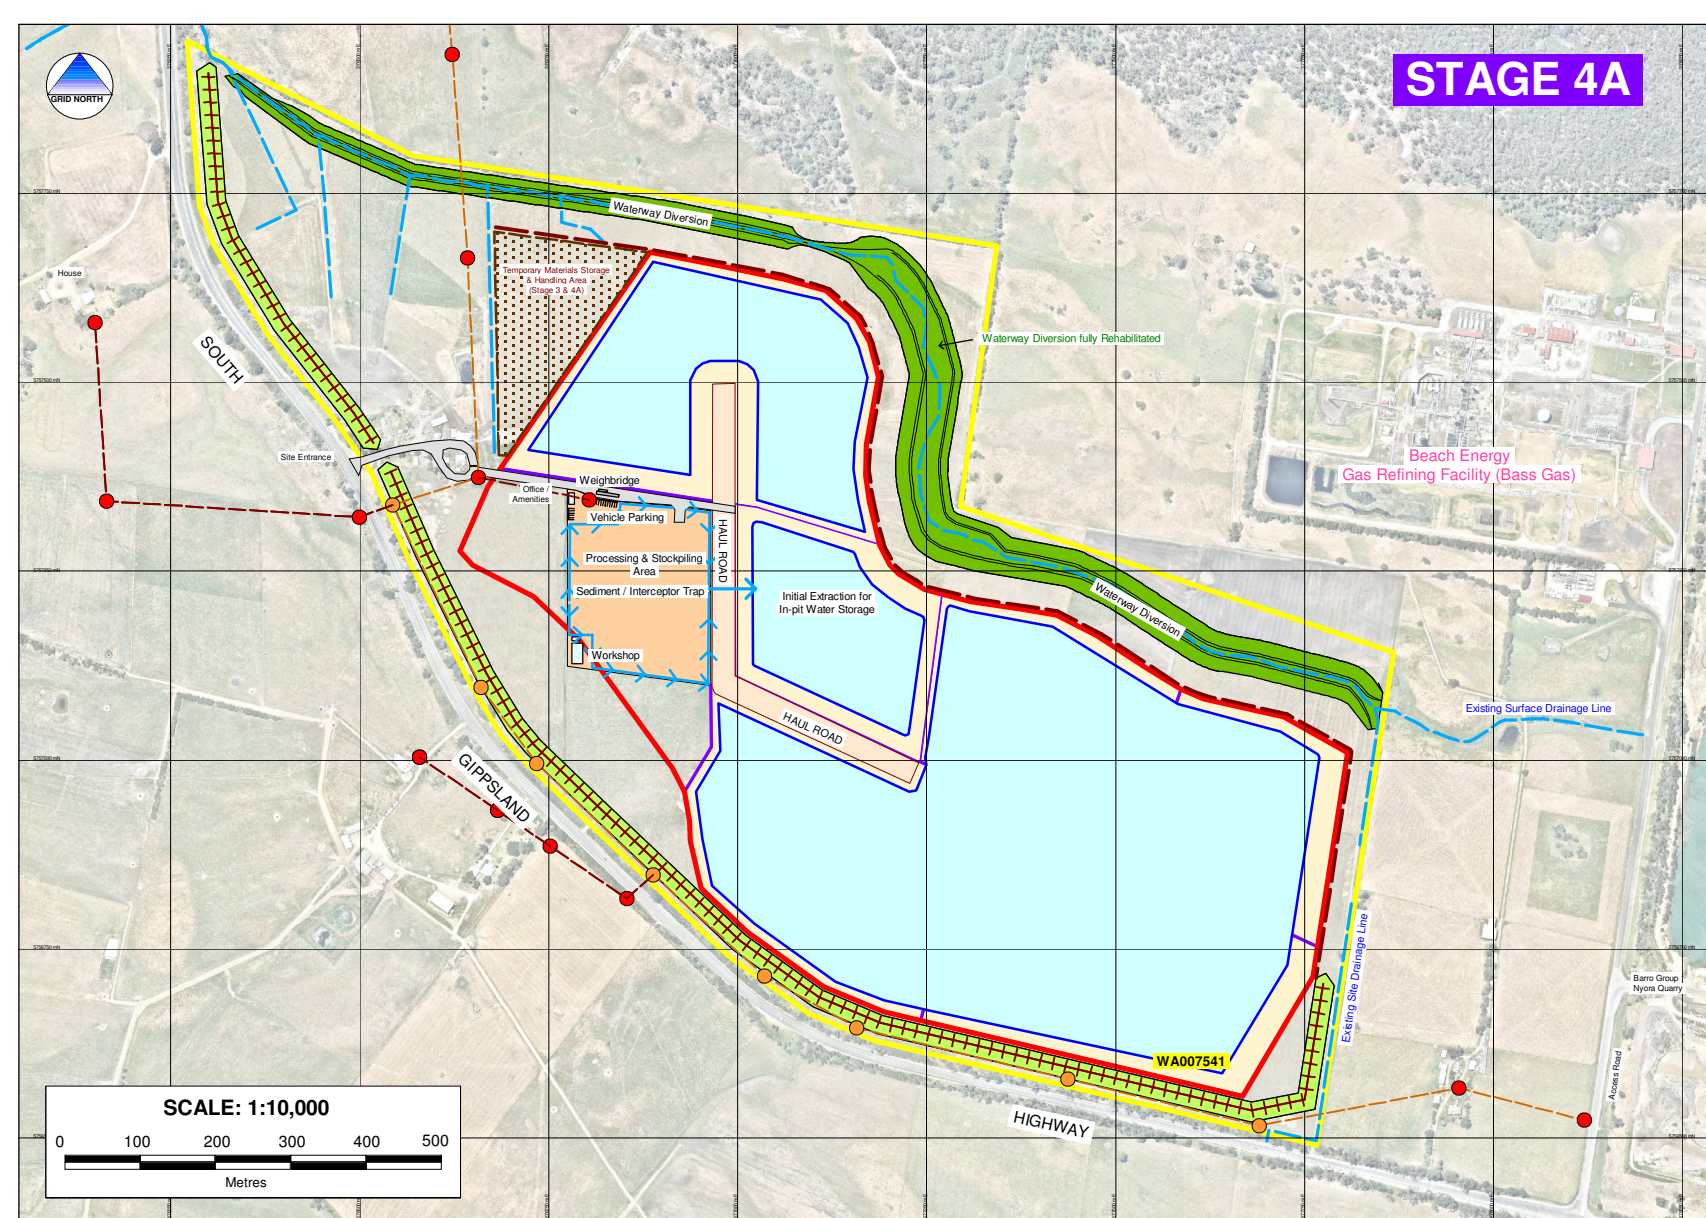 STAGE 4A
GRID NORTH
Waterway Diversion
House
Temporary Materials Storage
& Handling Area
(Stage 3 & 4A)
Waterway Diversion fully Rehabilitated
SOUTH
Site Entrance
Beach Energy
Gas Refining Facility (Bass Gas)
Weighbridge
Office /
Amenities
Vehicle Parking
HAUL ROAD
Processing & Stockpiling
Area
Sediment / Interceptor Trap
Initial Extraction for
In-pit Water Storage
Waterway Diversion
Workshop
HAUL ROAD
Existing Surface Drainage Line
GIPPSLAND
Existing Site Drainage Line
Barro Group
Nyora Quarry
WA007541
Access Road
HIGHWAY
SCALE: 1:10,000
0 100 200 300 400 500
Metres